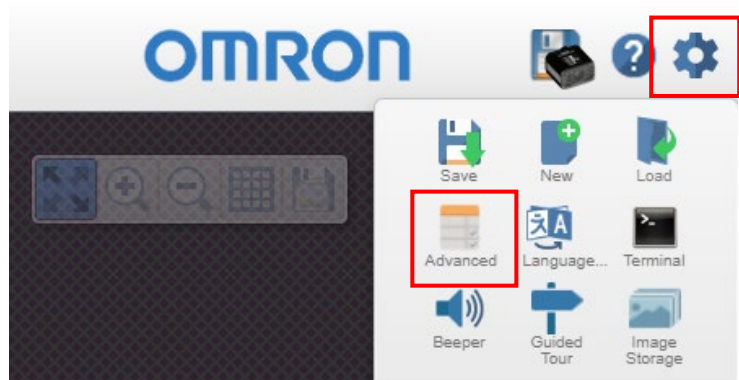 OMRON
?
Save New Load
Advanced Language... Terminal
Beeper Guided Tour Image Storage